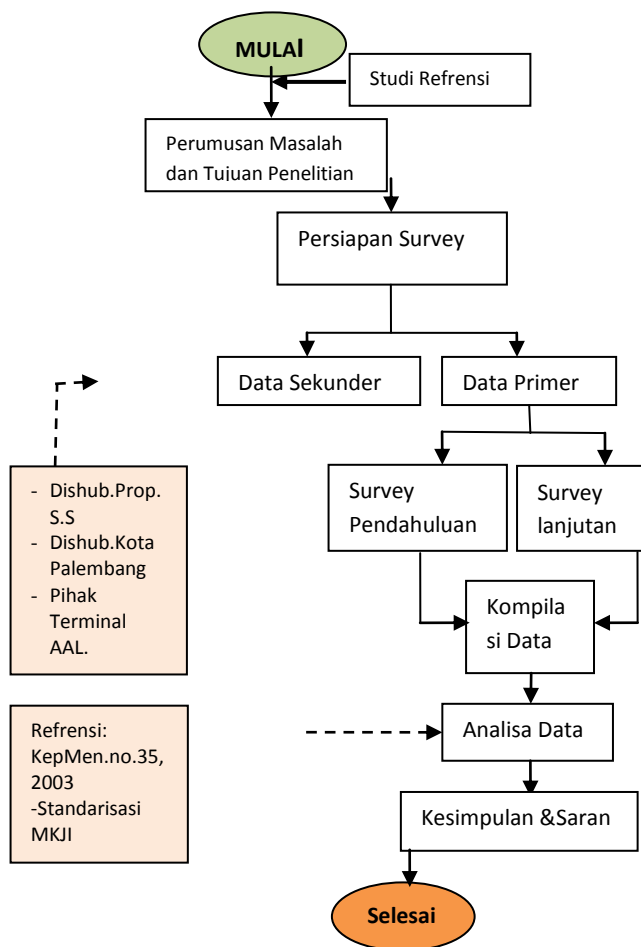 MULAI
Studi Refrensi
Perumusan Masalah
dan Tujuan Penelitian
Persiapan Survey
Data Sekunder
Data Primer
- Dishub.Prop.
S.S
- Dishub.Kota
Palembang
- Pihak
Terminal
AAL.
Survey
Pendahuluan
Survey
lanjutan
Kompila
si Data
Refrensi:
KepMen.no.35,
2003
-Standarisasi
MKJI
Analisa Data
Kesimpulan &Saran
Selesai